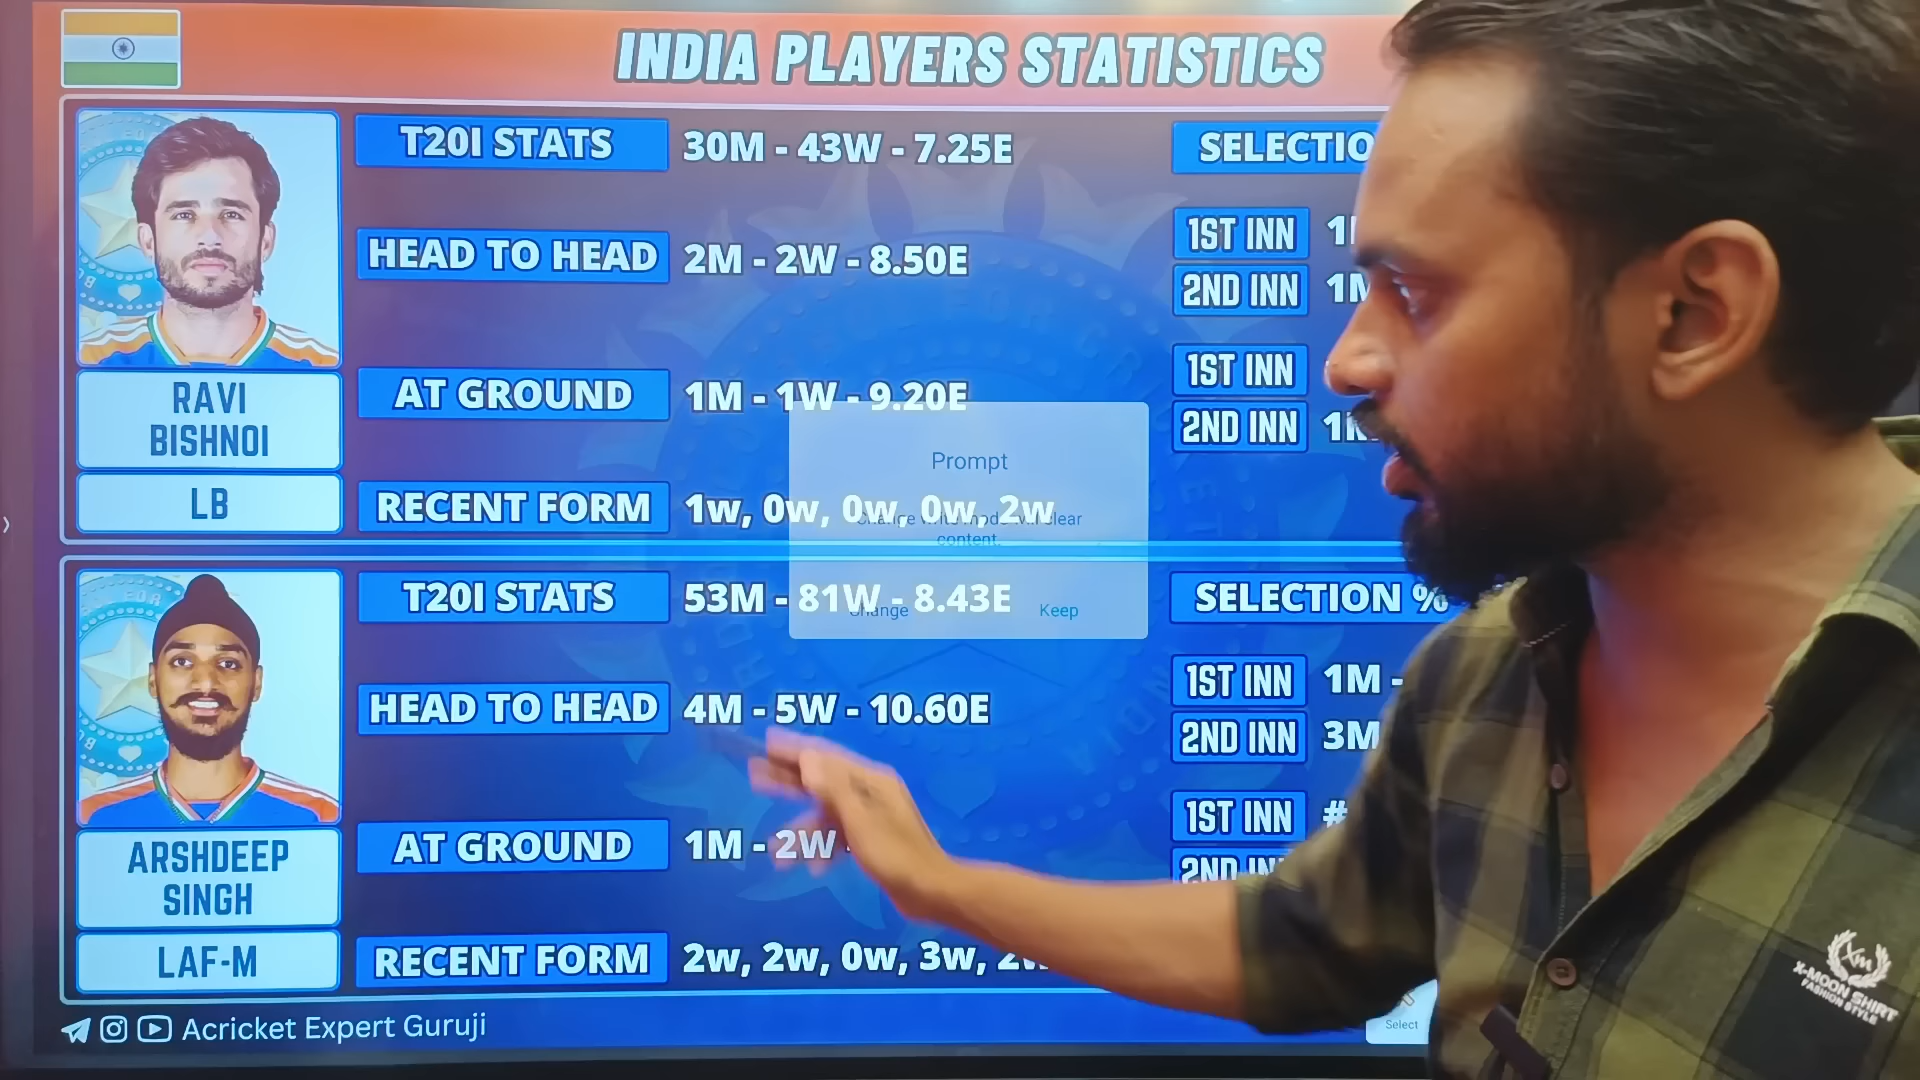 INDIA PLAYERS STATISTICS
T20I STATS 30M - 43W - 7.25E
HEAD TO HEAD 2M - 2W - 8.50E
AT GROUND 1M - 1W - 9.20E
RECENT FORM 1w, 0w, 0w, 0w, 2w
RAVI
BISHNOI
LB
1ST INN
2ND INN
1ST INN
2ND INN
Prompt
content.
Change Keep
T20I STATS 53M - 81W - 8.43E
HEAD TO HEAD 4M - 5W - 10.60E
AT GROUND 1M - 2W
RECENT FORM 2w, 2w, 0w, 3w,
ARSHDEEP
SINGH
LAF-M
SELECTION %
1ST INN 1M -
2ND INN 3M
1ST INN #
2ND
Acricket Expert Guruji
Select
Xm
X-MOON SHIRT
FASHION STYLE